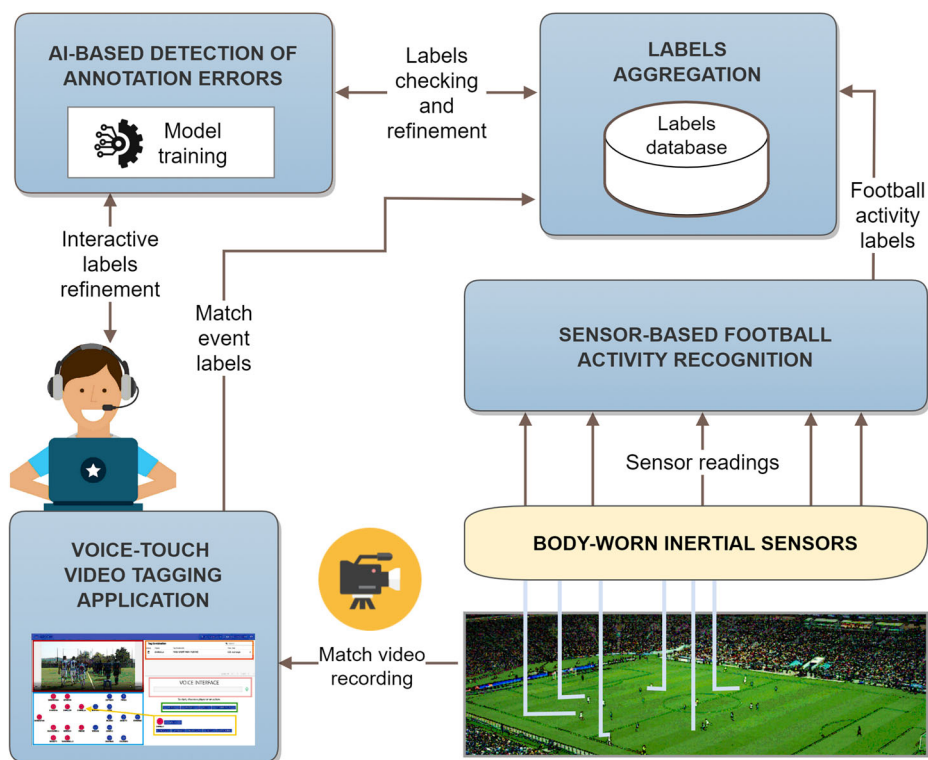 AI-BASED DETECTION OF
ANNOTATION ERRORS
Model
training
Labels
checking
and
refinement
LABELS
AGGREGATION
Labels
database
Football
activity
labels
Interactive
labels
refinement
Match
event
labels
SENSOR-BASED FOOTBALL
ACTIVITY RECOGNITION
Sensor readings
BODY-WORN INERTIAL SENSORS
VOICE-TOUCH
VIDEO TAGGING
APPLICATION
VOICE INTERFACE
Match video
recording